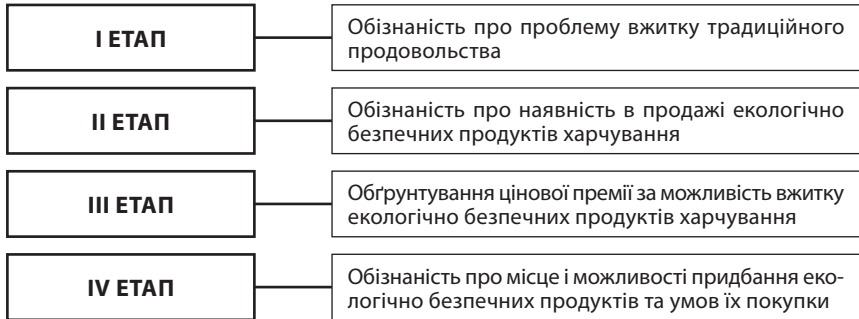 І ЕТАП
Обізнаність про проблему вжитку традиційного
продовольства
ІІ ЕТАП
Обізнаність про наявність в продажі екологічно
безпечних продуктів харчування
ІІІ ЕТАП
Обґрунтування цінової премії за можливість вжитку
екологічно безпечних продуктів харчування
IV ЕТАП
Обізнаність про місце і можливості придбання еко-
логічно безпечних продуктів та умов їх покупки